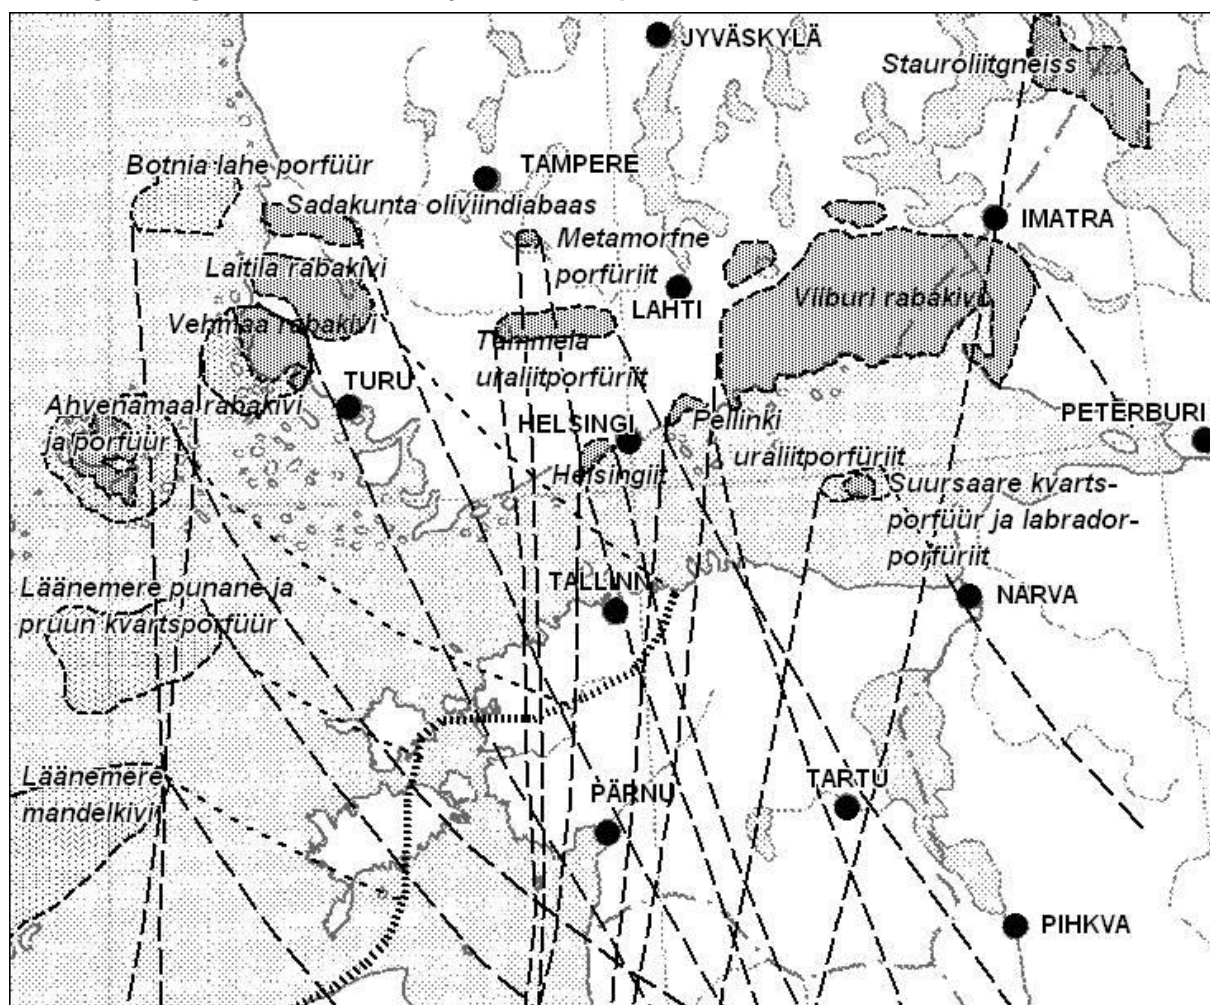 JYVÄSKYLÄ
Stauroliitgneiss
Botnia lahe porfüür
TAMPERE
Sadakunta oliviindiabaas
IMATRA
Metamorfne
porfüriit
Laitila rabakivi
LAHTI
Viiburi rabakivi
Vehmaa rabakivi
Tammela
uraliitporfüriit
TURU
Ahvenamaa rabakivi
ja porfüür
HELSINGI
Pellinki
uraliitporfüriit
PETERBURI
Helsingiit
Suursaare kvarts-
porfüür ja labrador-
porfüriit
Läänemere punane ja
pruun kvartsporfüür
TALLINN
NARVA
Läänemere
mandelkivi
PÄRNU
TARTU
PIHKVA